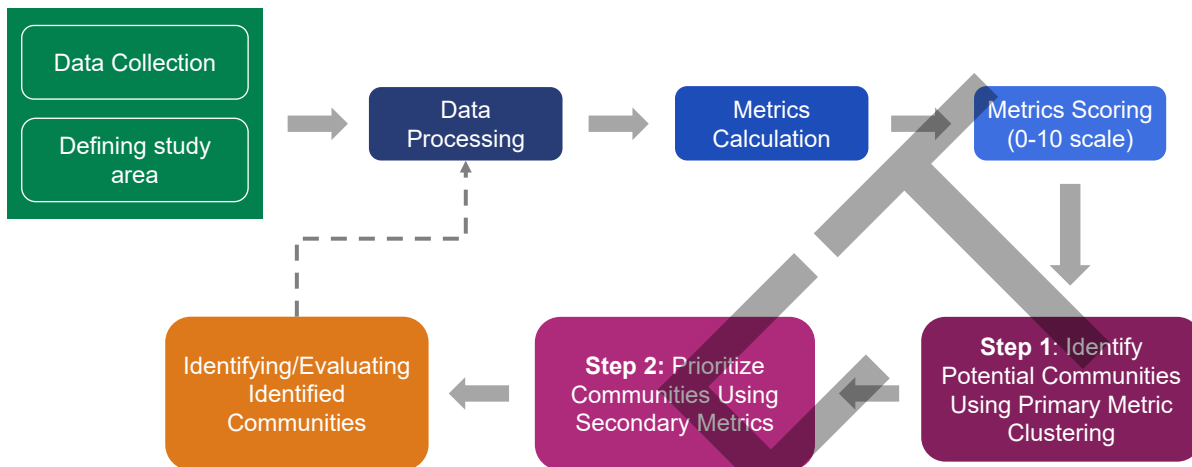 Data Collection
Defining study
area
Data
Processing
Metrics
Calculation
Metrics Scoring
(0-10 scale)
Step 1: Identify
Potential Communities
Using Primary Metric
Clustering
Step 2: Prioritize
Communities Using
Secondary Metrics
Identifying/Evaluating
Identified
Communities